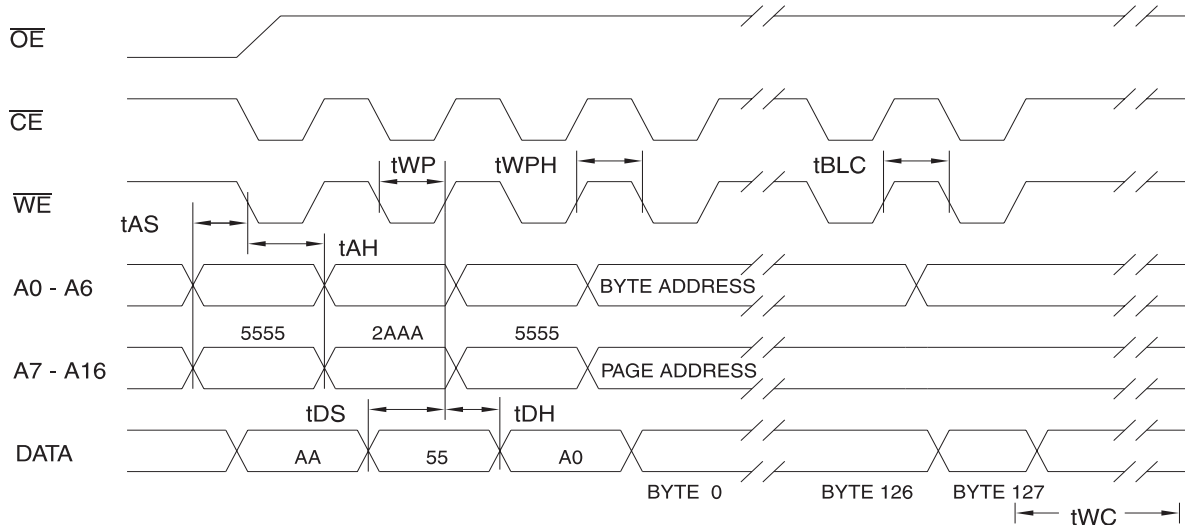 OE
CE
tWP tWPH tBLC
WE
tAS
tAH
A0 - A6 BYTE ADDRESS
5555 2AAA 5555
A7 - A16 PAGE ADDRESS
tDS tDH
DATA AA 55 A0
BYTE 0 BYTE 126 BYTE 127
tWC